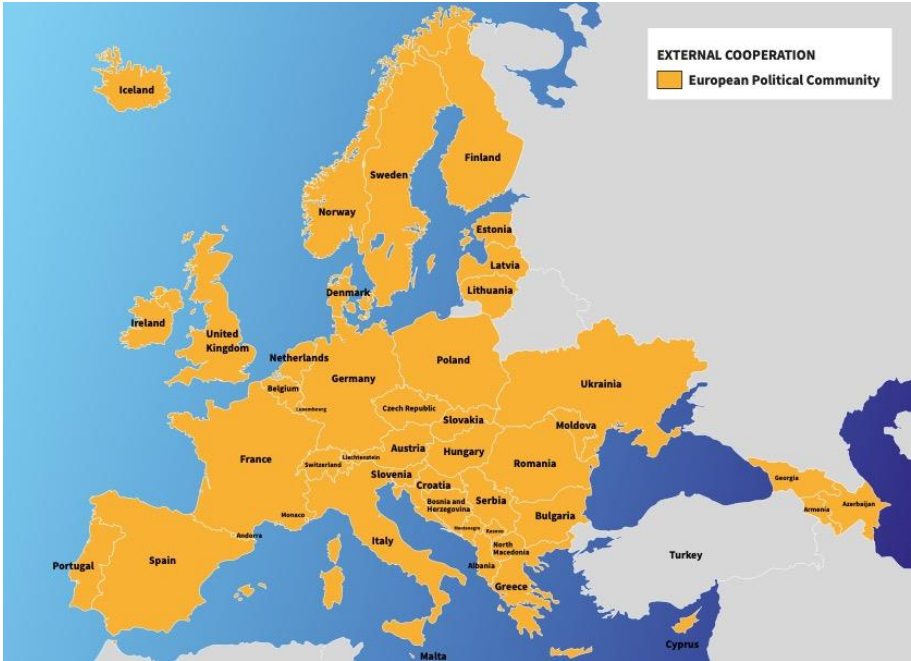 EXTERNAL COOPERATION
European Political Community
Iceland
Finland
Sweden
Norway
Estonia
Latvia
Lithuania
Denmark
Ireland
United
Kingdom
Netherlands
Poland
Germany
Belgium
Ukrainia
Luxembourg
Czech Republic
Slovakia
Moldova
Austria
Hungary
France
Liechtenstein
Switzerland
Romania
Slovenia
Georgia
Croatia
Bosnia and
Herzegovina
Serbia
Azerbaijan
Armenia
Monaco
Bulgaria
Montenegro
Kosovo
Andorra
Italy
North
Macedonia
Turkey
Spain
Portugal
Albania
Greece
Cyprus
Malta